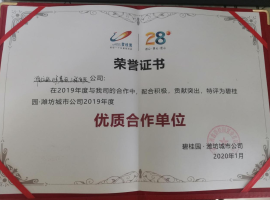 28
荣誉证书
公司:
在2019年度与我司的合作中,配合积极,贡献突出,特评为碧桂
园·潍坊城市公司2019年度
优质合作单位
碧桂园·潍坊城市公司
2020年1月